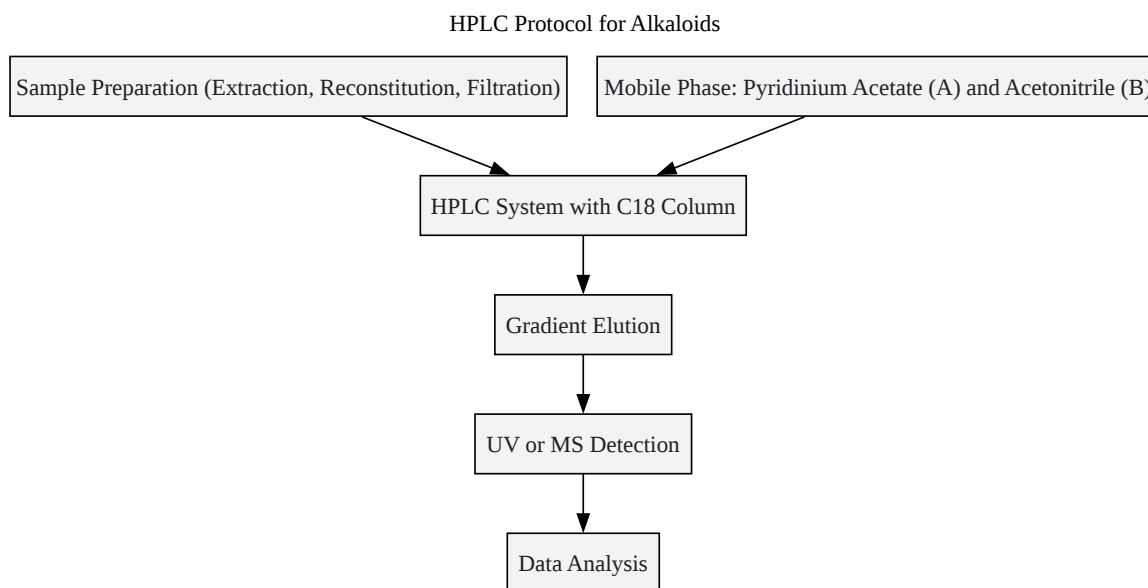 HPLC Protocol for Alkaloids
Sample Preparation (Extraction, Reconstitution, Filtration)
Mobile Phase: Pyridinium Acetate (A) and Acetonitrile (B)
HPLC System with C18 Column
Gradient Elution
UV or MS Detection
Data Analysis